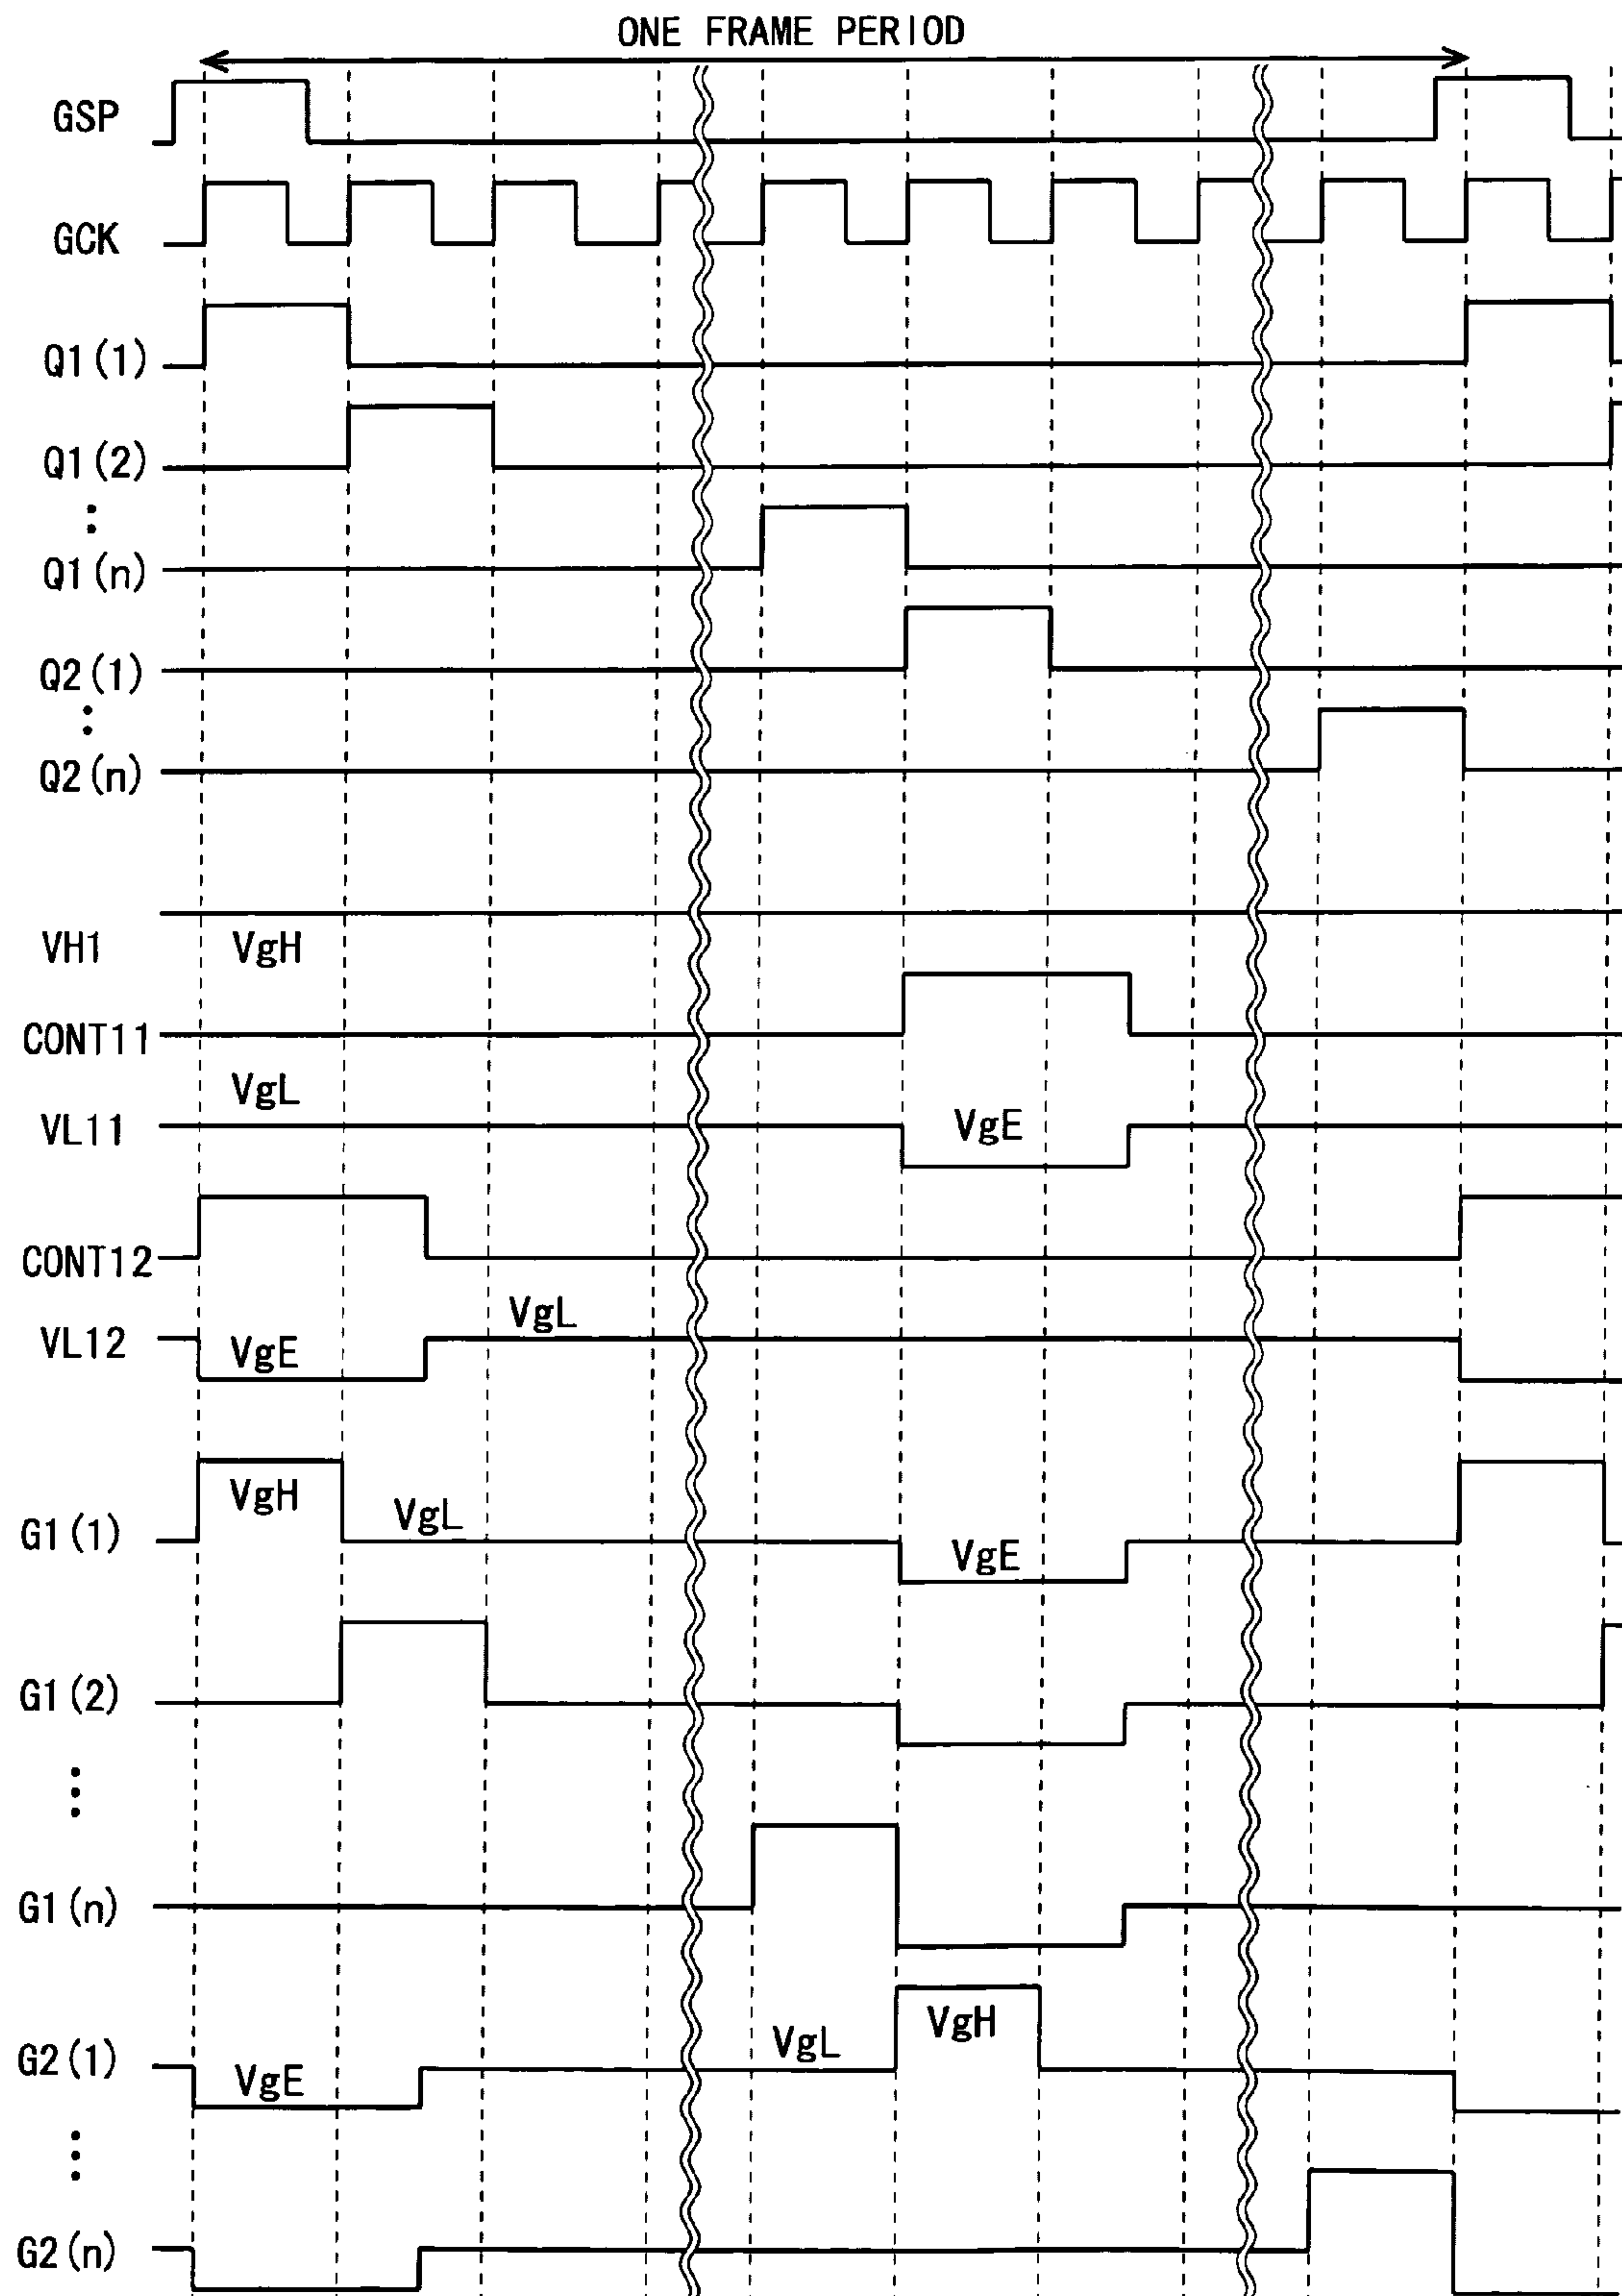 ONE FRAME PERIOD
GSP
GCK
Q1(1)
Q1(2)
Q1(n)
Q2(1)
Q2(n)
VH1 VgH
CONT11
VgL
VL11 VgE
CONT12
VgL
VL12 VgE
VgH VgL
G1(1) VgE
G1(2)
G1(n)
VgL VgH
G2(1) VgE
G2(n)